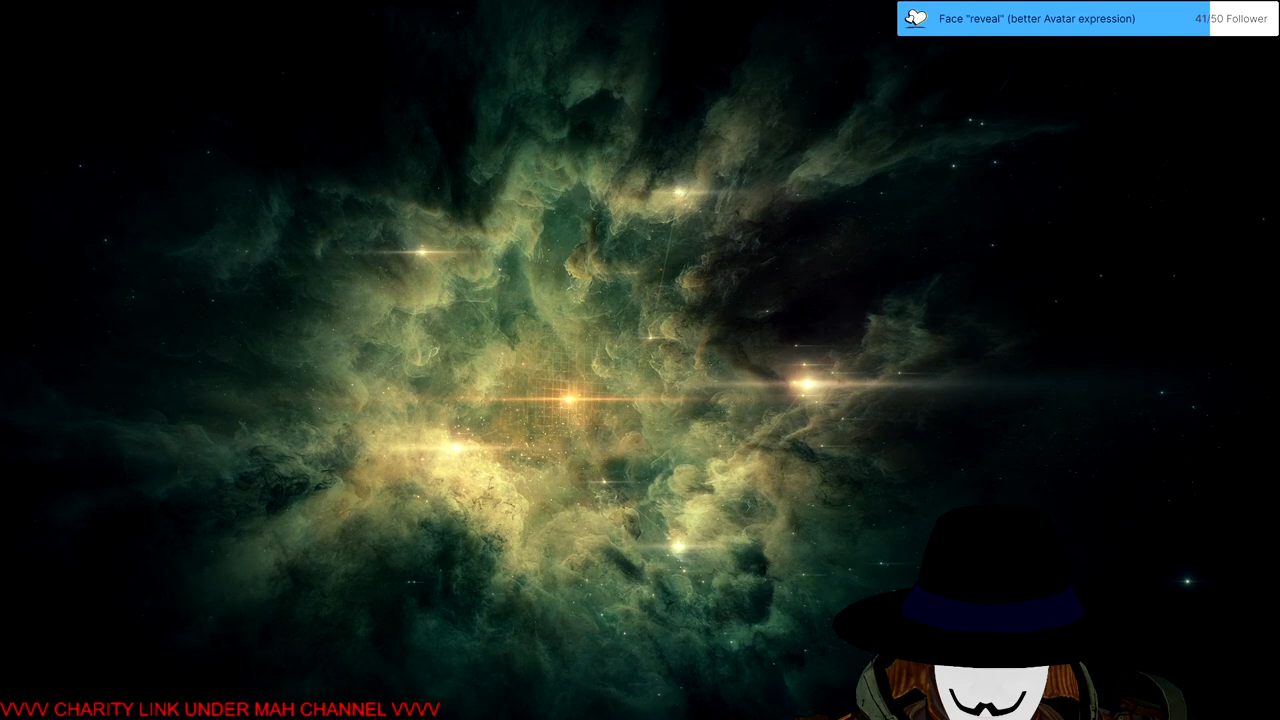 Face "reveal" (better Avatar expression) 41/50 Follower
VVVV CHARITY LINK UNDER MAH CHANNEL VVVV